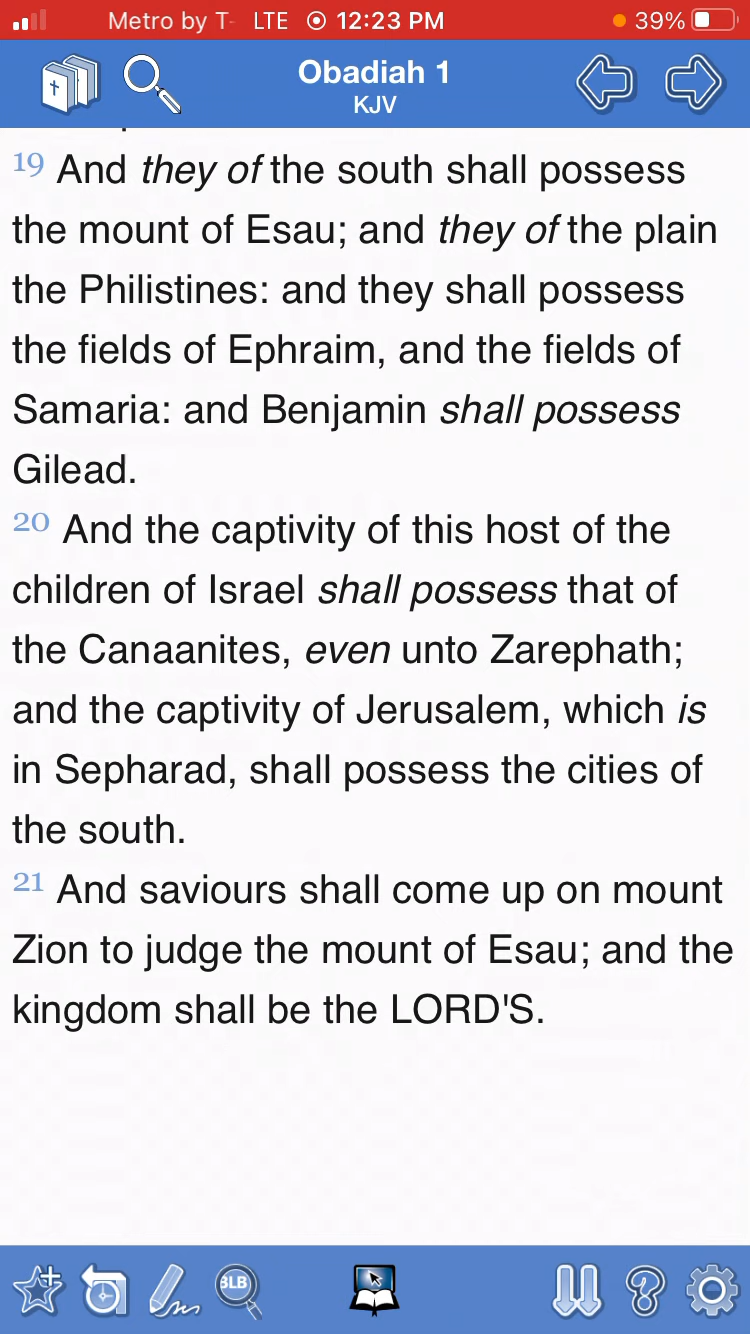 Metro by T- LTE 12:23 PM 39%
Obadiah 1
KJV
19 And they of the south shall possess
the mount of Esau; and they of the plain
the Philistines: and they shall possess
the fields of Ephraim, and the fields of
Samaria: and Benjamin shall possess
Gilead.
20 And the captivity of this host of the
children of Israel shall possess that of
the Canaanites, even unto Zarephath;
and the captivity of Jerusalem, which is
in Sepharad, shall possess the cities of
the south.
21 And saviours shall come up on mount
Zion to judge the mount of Esau; and the
kingdom shall be the LORD'S.
BLB